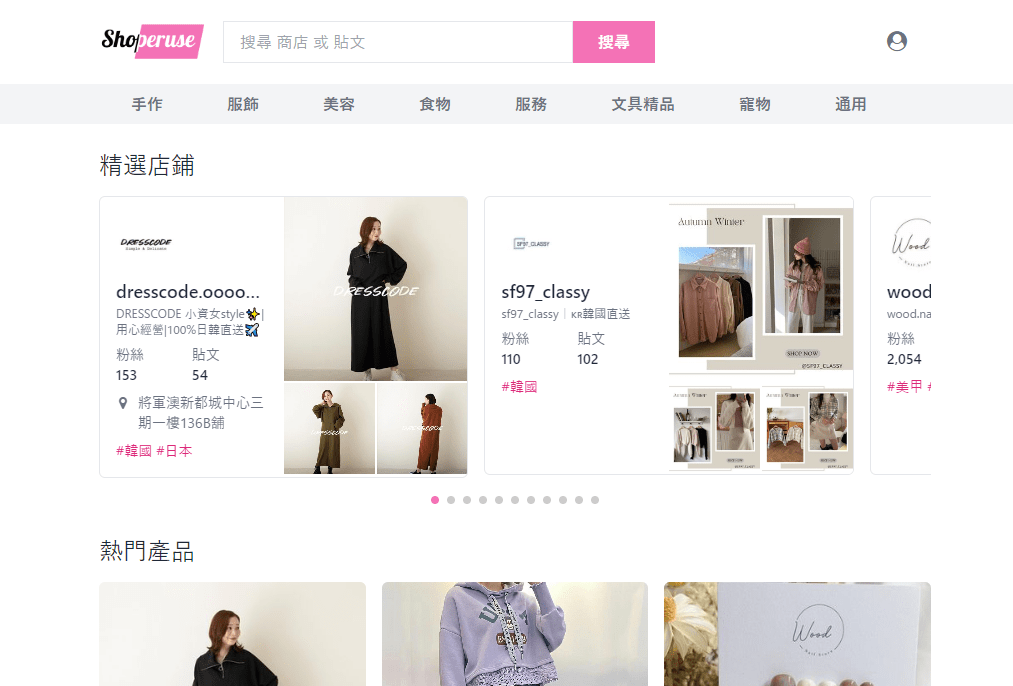 Shoperuse
搜尋 商店 或 貼文
搜尋
手作 服飾 美容 食物 服務 文具精品 寵物 通用
精選店鋪
DRESSCODE
Simple & Delicate
dresscode.oooo...
DRESSCODE 小資女style✨|
用心經營|100%日韓直送✈️
粉絲 貼文
153 54
將軍澳新都城中心三
期一樓136B舖
#韓國 #日本
DRESSCODE
DRESSCODE
DRESSCODE
SF97_CLASSY
sf97_classy
sf97_classy｜ᴋʀ韓國直送
粉絲 貼文
110 102
#韓國
Autumn Winter
SHOP NOW
@SF97_CLASSY
Autumn Winter
Autumn Winter
Wood
wood
wood.na
粉絲
2,054
#美甲 #
熱門產品
Wood
Nail.Store